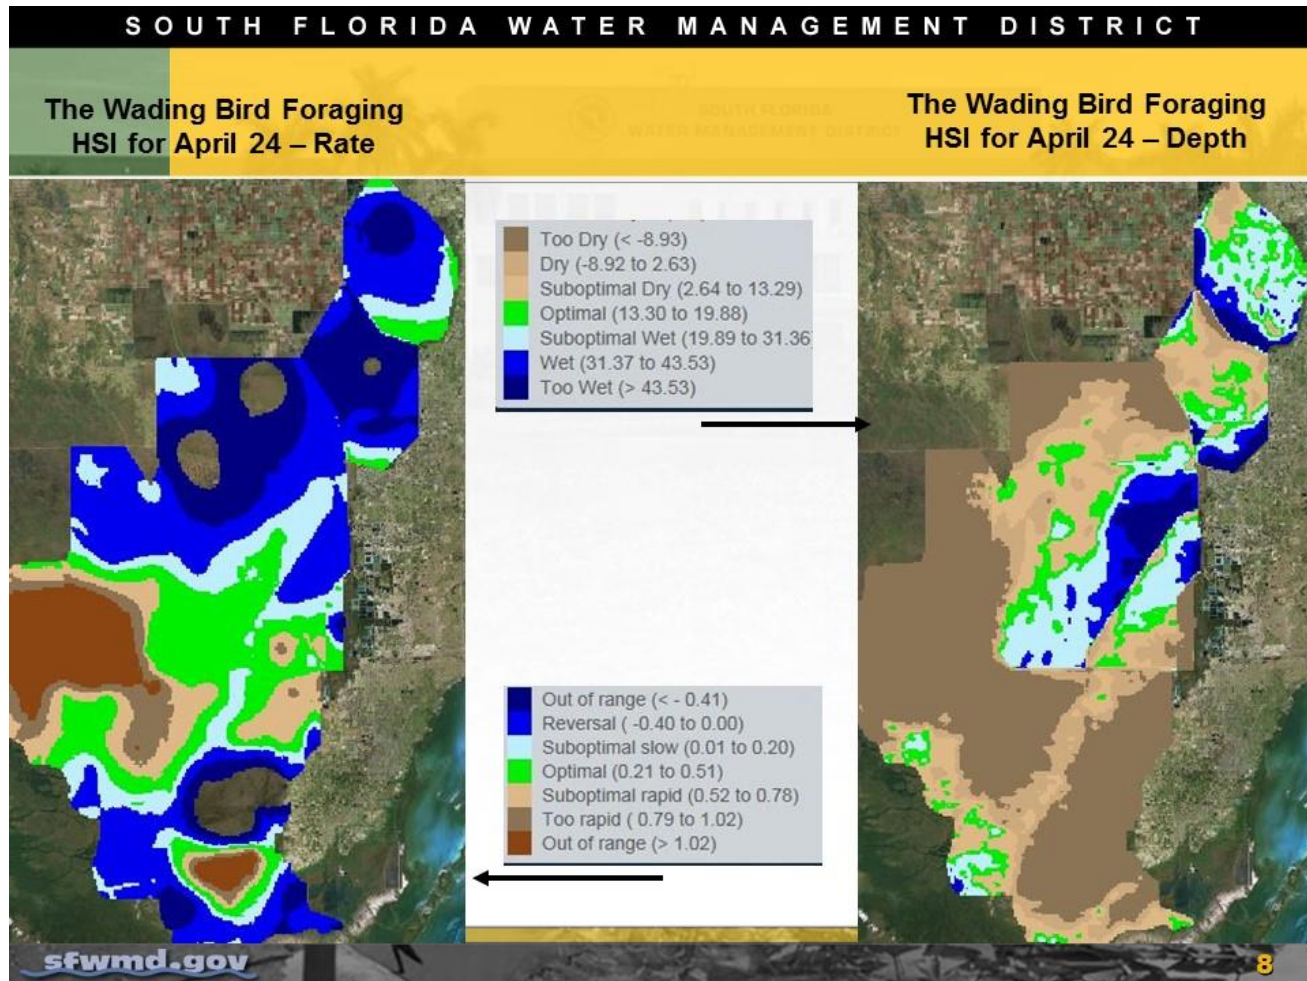 SOUTH FLORIDA WATER MANAGEMENT DISTRICT
The Wading Bird Foraging
HSI for April 24 – Rate
SOUTH FLORIDA
WATER MANAGEMENT DISTRICT
The Wading Bird Foraging
HSI for April 24 – Depth
Too Dry (< -8.93)
Dry (-8.92 to 2.63)
Suboptimal Dry (2.64 to 13.29)
Optimal (13.30 to 19.88)
Suboptimal Wet (19.89 to 31.36
Wet (31.37 to 43.53)
Too Wet (> 43.53)
Out of range (< - 0.41)
Reversal ( -0.40 to 0.00)
Suboptimal slow (0.01 to 0.20)
Optimal (0.21 to 0.51)
Suboptimal rapid (0.52 to 0.78)
Too rapid ( 0.79 to 1.02)
Out of range (> 1.02)
sfwmd.gov
8